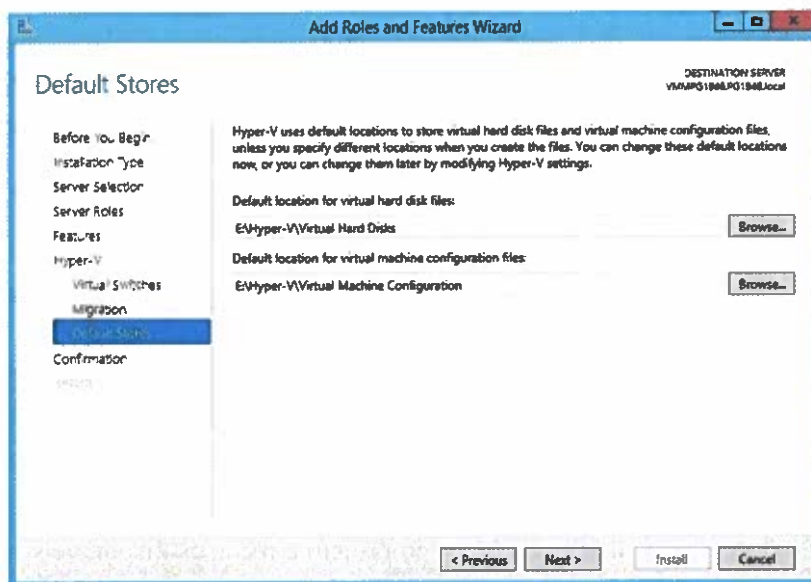 Add Roles and Features Wizard
Default Stores
DESTINATION SERVER
Before You Begin
Installation Type
Server Selection
Server Roles
Features
Hyper-V
Virtual Switches
Migration
Default Stores
Confirmation
Results
Hyper-V uses default locations to store virtual hard disk files and virtual machine configuration files,
unless you specify different locations when you create the files. You can change these default locations
now, or you can change them later by modifying Hyper-V settings.
Default location for virtual hard disk files:
E:\Hyper-V\Virtual Hard Disks
Browse...
Default location for virtual machine configuration files:
E:\Hyper-V\Virtual Machine Configuration
Browse...
< Previous
Next >
Install
Cancel